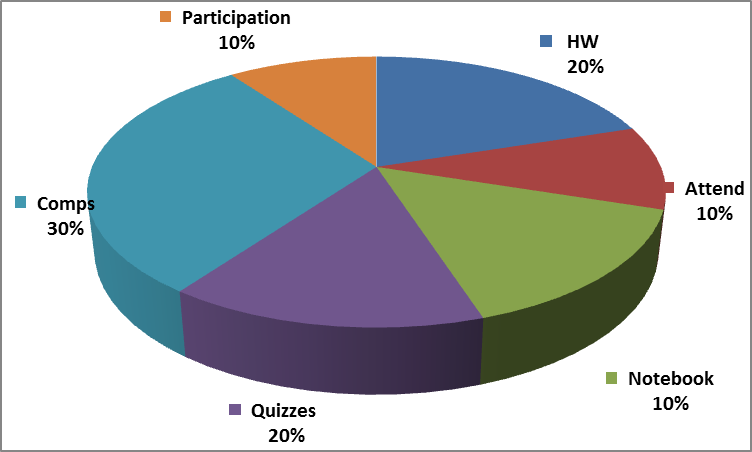 Participation
10%
HW
20%
Attend
10%
Comps
30%
Notebook
10%
Quizzes
20%